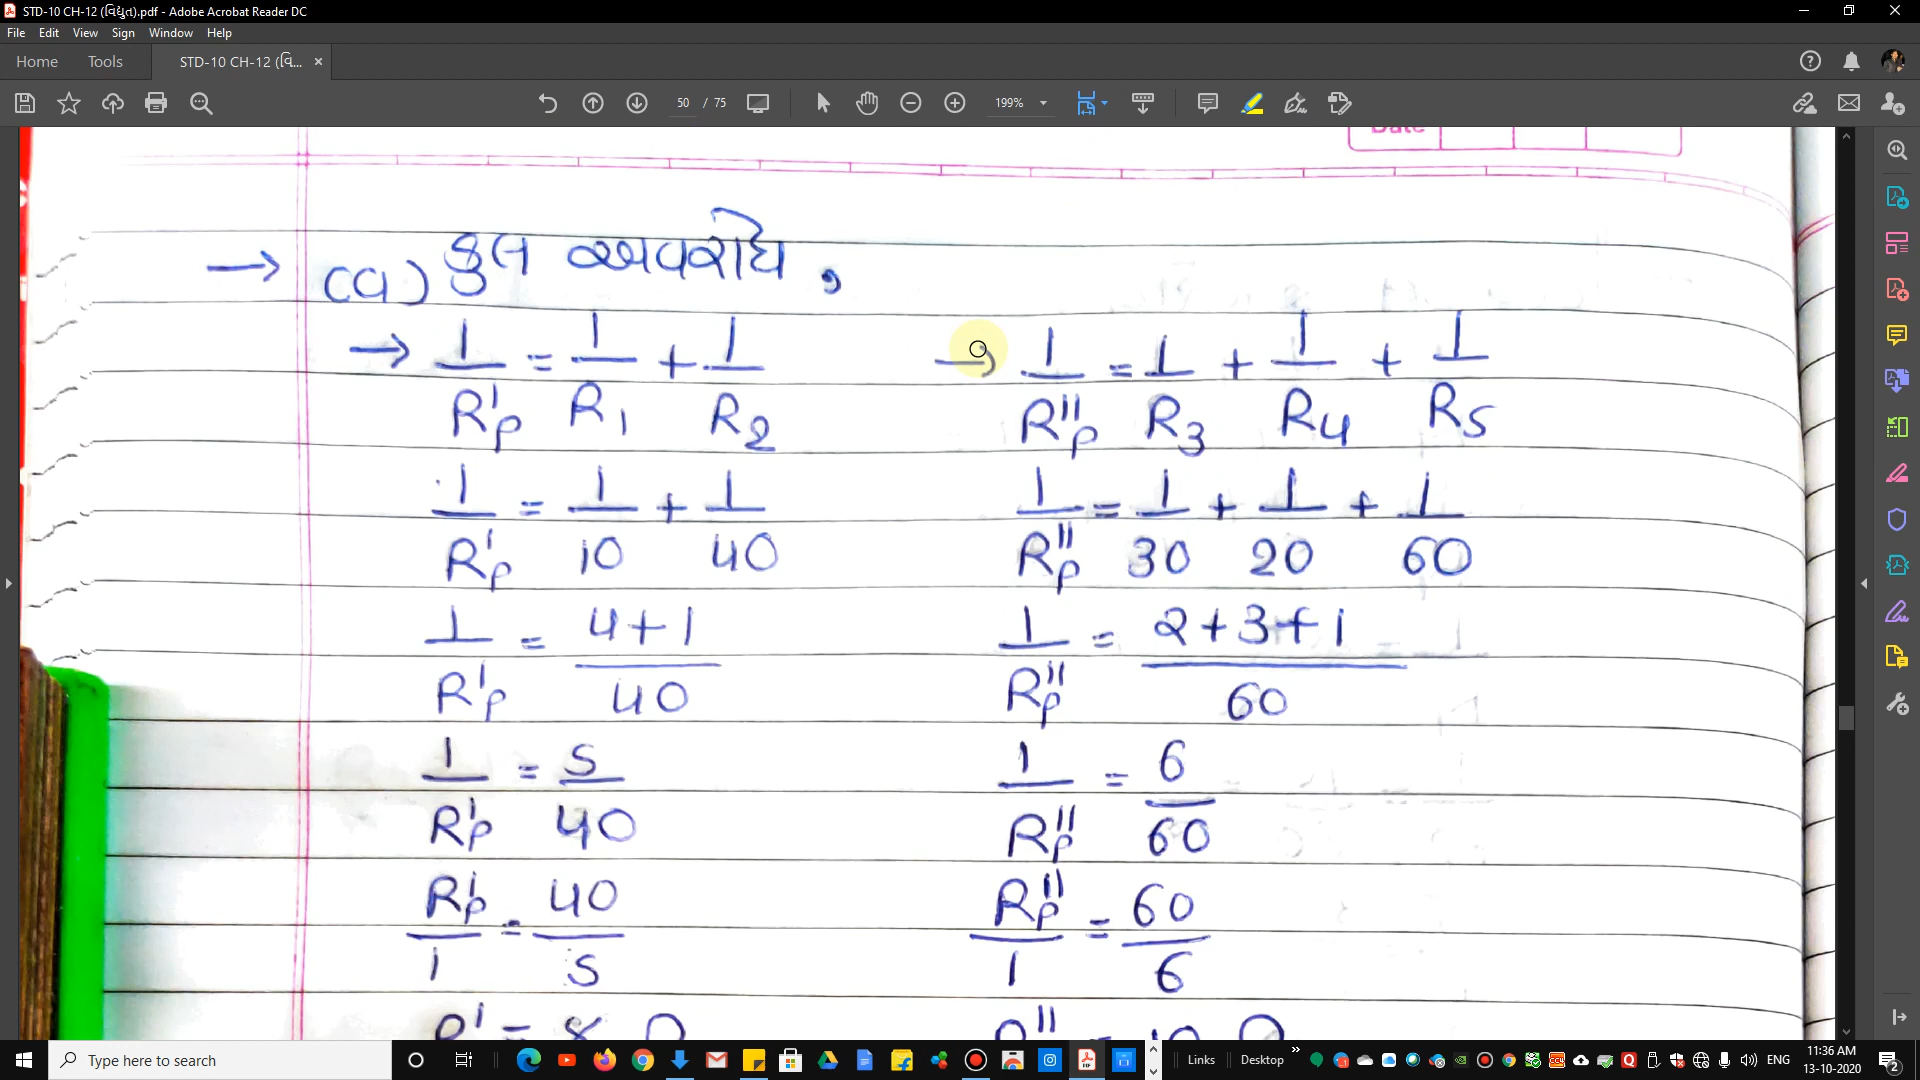 STD-10 CH-12 (વિદ્યુત).pdf - Adobe Acrobat Reader DC
File Edit View Sign Window Help
Home Tools STD-10 CH-12 (વિ... ×
50 / 75 199%
Date
→ (a) કુલ અવરોધ,
→ 1/R'p = 1/R1 + 1/R2
1/R'p = 1/10 + 1/40
1/R'p = 4+1/40
1/R'p = 5/40
R'p/1 = 40/5
R' = 8 Ω
→ 1/R''p = 1/R3 + 1/R4 + 1/R5
1/R''p = 1/30 + 1/20 + 1/60
1/R''p = 2+3+1/60
1/R''p = 6/60
R''p/1 = 60/6
R'' = 10 Ω
Type here to search
Links Desktop » ENG 11:36 AM
13-10-2020 2